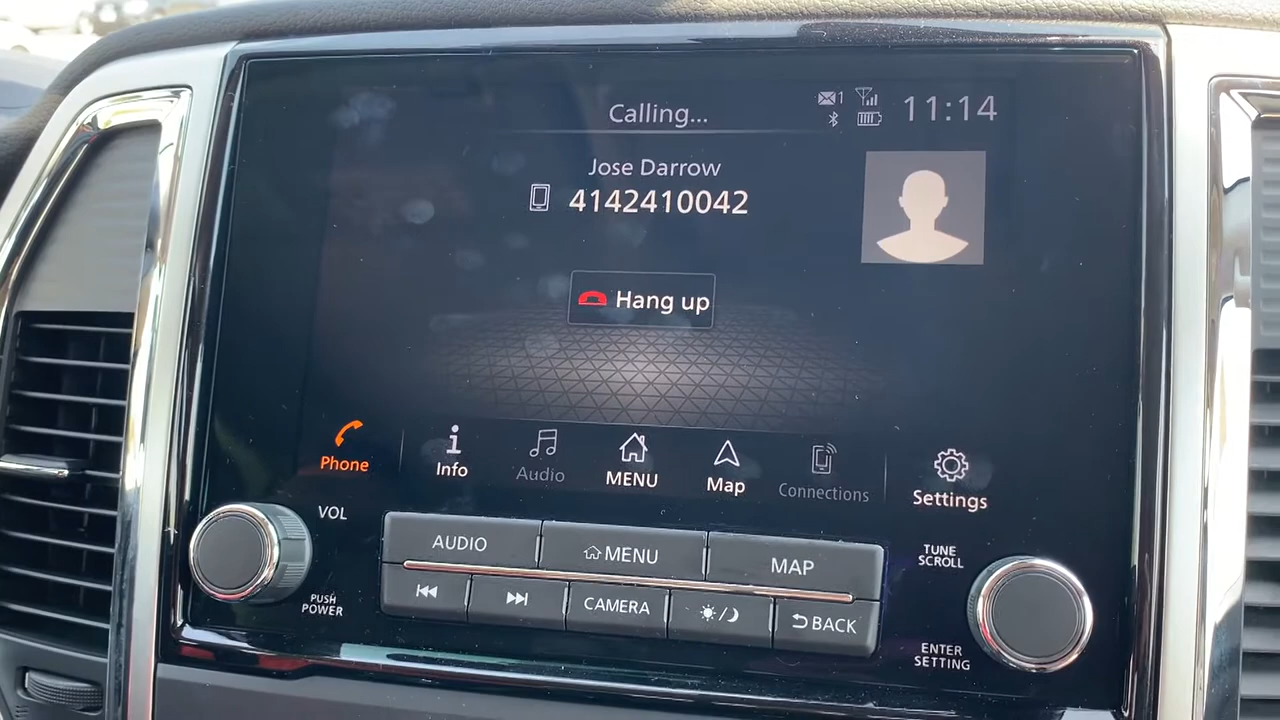 Calling...
1
11:14
Jose Darrow
4142410042
Hang up
Phone
Info
Audio
MENU
Map
Connections
Settings
VOL
PUSH
POWER
AUDIO
MENU
MAP
CAMERA
/
BACK
TUNE
SCROLL
ENTER
SETTING